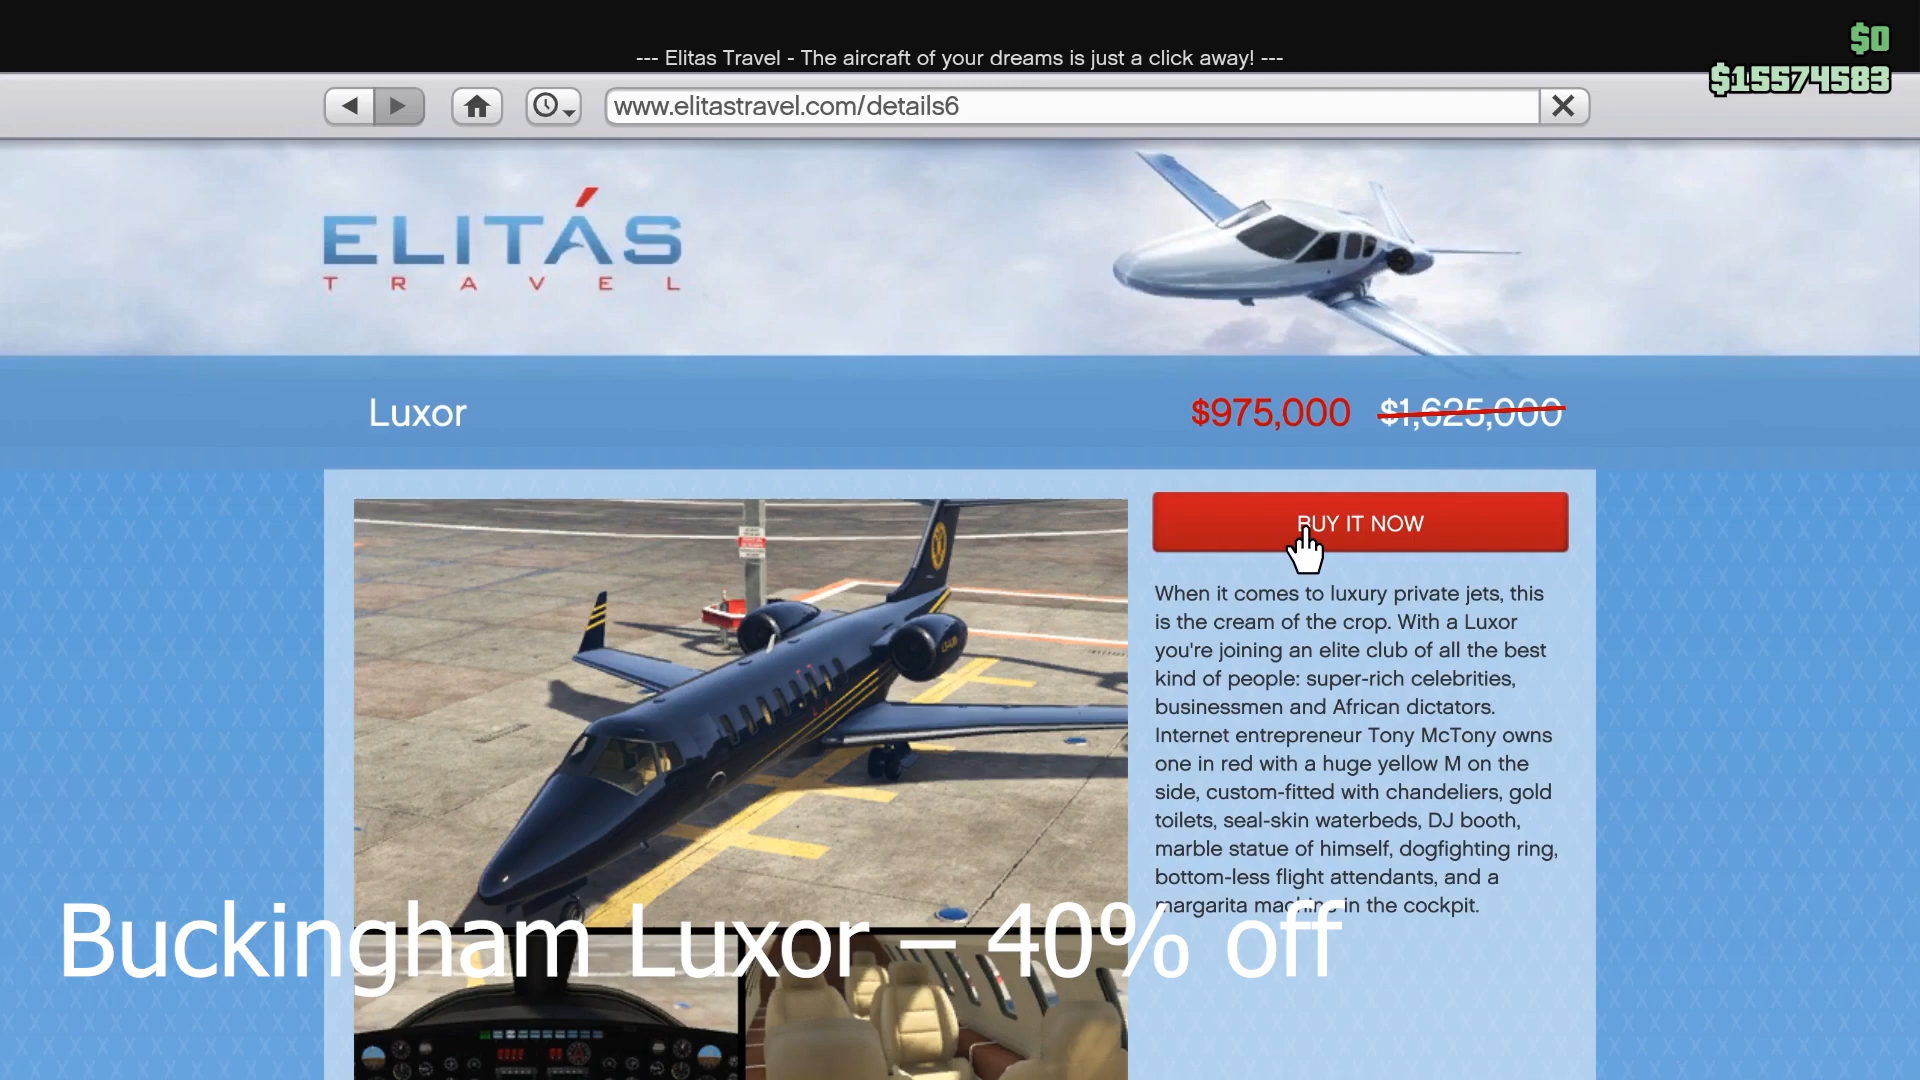 $0
--- Elitas Travel - The aircraft of your dreams is just a click away! ---
$15574583
www.elitastravel.com/details6
ELITÁS
TRAVEL
Luxor
$975,000 $1,625,000
BUY IT NOW
When it comes to luxury private jets, this
is the cream of the crop. With a Luxor
you're joining an elite club of all the best
kind of people: super-rich celebrities,
businessmen and African dictators.
Internet entrepreneur Tony McTony owns
one in red with a huge yellow M on the
side, custom-fitted with chandeliers, gold
toilets, seal-skin waterbeds, DJ booth,
marble statue of himself, dogfighting ring,
bottom-less flight attendants, and a
margarita machine in the cockpit.
Buckingham Luxor – 40% off